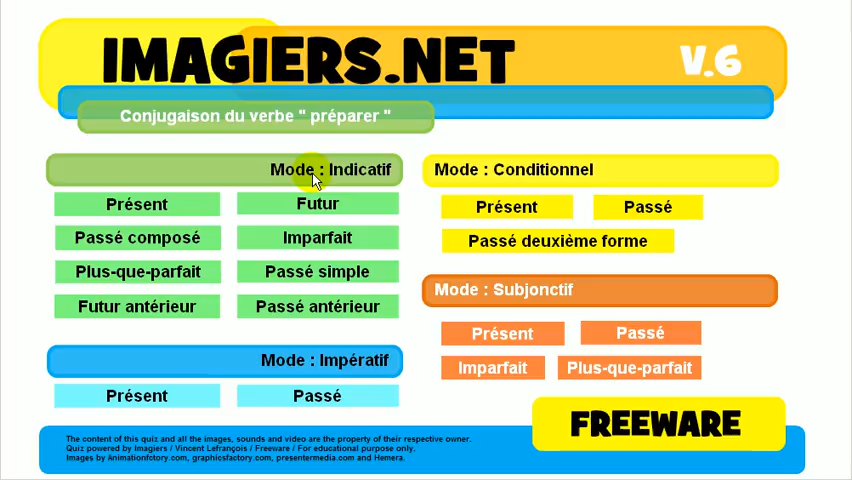 IMAGIERS.NET
V.6
Conjugaison du verbe " préparer "
Mode : Indicatif
Présent
Futur
Passé composé
Imparfait
Plus-que-parfait
Passé simple
Futur antérieur
Passé antérieur
Mode : Impératif
Présent
Passé
Mode : Conditionnel
Présent
Passé
Passé deuxième forme
Mode : Subjonctif
Présent
Passé
Imparfait
Plus-que-parfait
FREEWARE
The content of this quiz and all the images, sounds and video are the property of their respective owner.
Quiz powered by Imagiers / Vincent Lefrançois / Freeware / For educational purpose only.
Images by Animationfctory.com, graphicsfactory.com, presentermedia.com and Hemera.